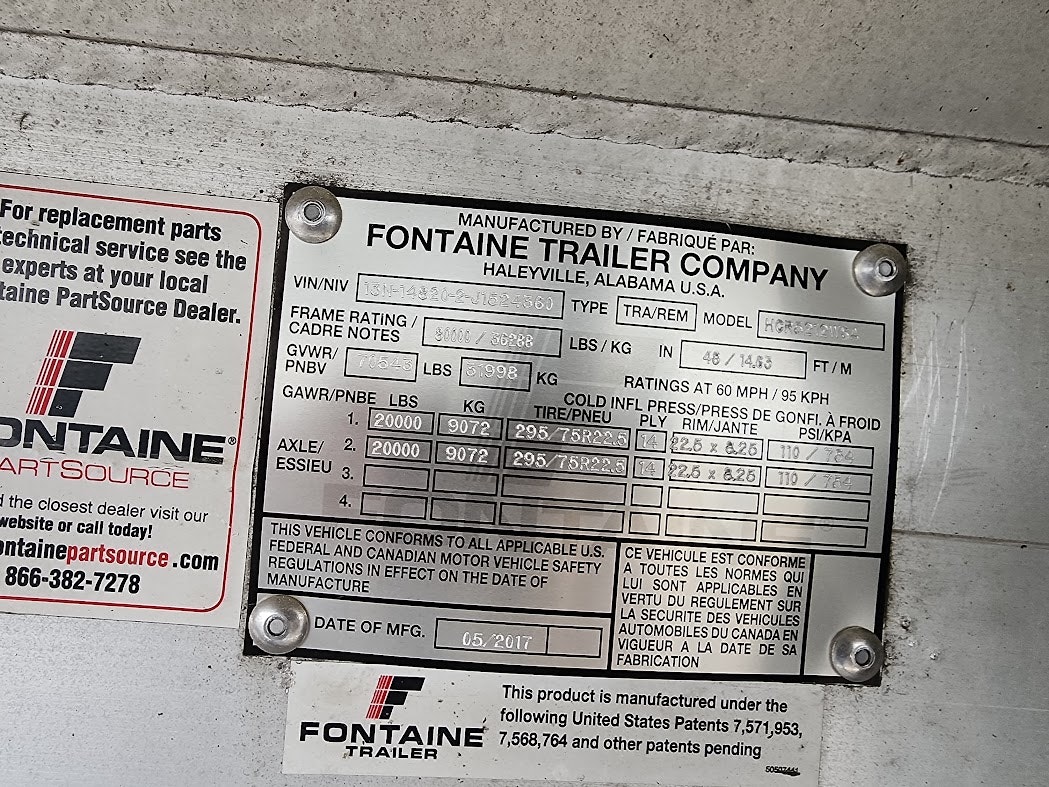 For replacement parts
technical service see the
experts at your local
taine PartSource Dealer.
ONTAINE®
PARTSOURCE
d the closest dealer visit our
website or call today!
ontainepartsource.com
866-382-7278
MANUFACTURED BY / FABRIQUÉ PAR:
FONTAINE TRAILER COMPANY
HALEYVILLE, ALABAMA U.S.A.
VIN/NIV TYPE TRA/REM MODEL
FRAME RATING / CADRE NOTES 80000 / 36288 LBS / KG IN 48 / 14.63 FT / M
GVWR/ PNBV LBS 31998 KG RATINGS AT 60 MPH / 95 KPH
GAWR/PNBE LBS KG COLD INFL PRESS/PRESS DE GONFL À FROID
TIRE/PNEU PLY RIM/JANTE PSI/KPA
AXLE/ ESSIEU
1. 20000 9072 295/75R22.5 14 22.5 x 8.25 110 / 754
2. 20000 9072 295/75R22.5 14 22.5 x 8.25 110 / 754
3.
4.
THIS VEHICLE CONFORMS TO ALL APPLICABLE U.S.
FEDERAL AND CANADIAN MOTOR VEHICLE SAFETY
REGULATIONS IN EFFECT ON THE DATE OF
MANUFACTURE
DATE OF MFG. 05/2017
CE VEHICULE EST CONFORME
A TOUTES LES NORMES QUI
LUI SONT APPLICABLES EN
VERTU DU REGULEMENT SUR
LA SECURITE DES VEHICULES
AUTOMOBILES DU CANADA EN
VIGUEUR A LA DATE DE SA
FABRICATION
FONTAINE
TRAILER
This product is manufactured under the
following United States Patents 7,571,953,
7,568,764 and other patents pending